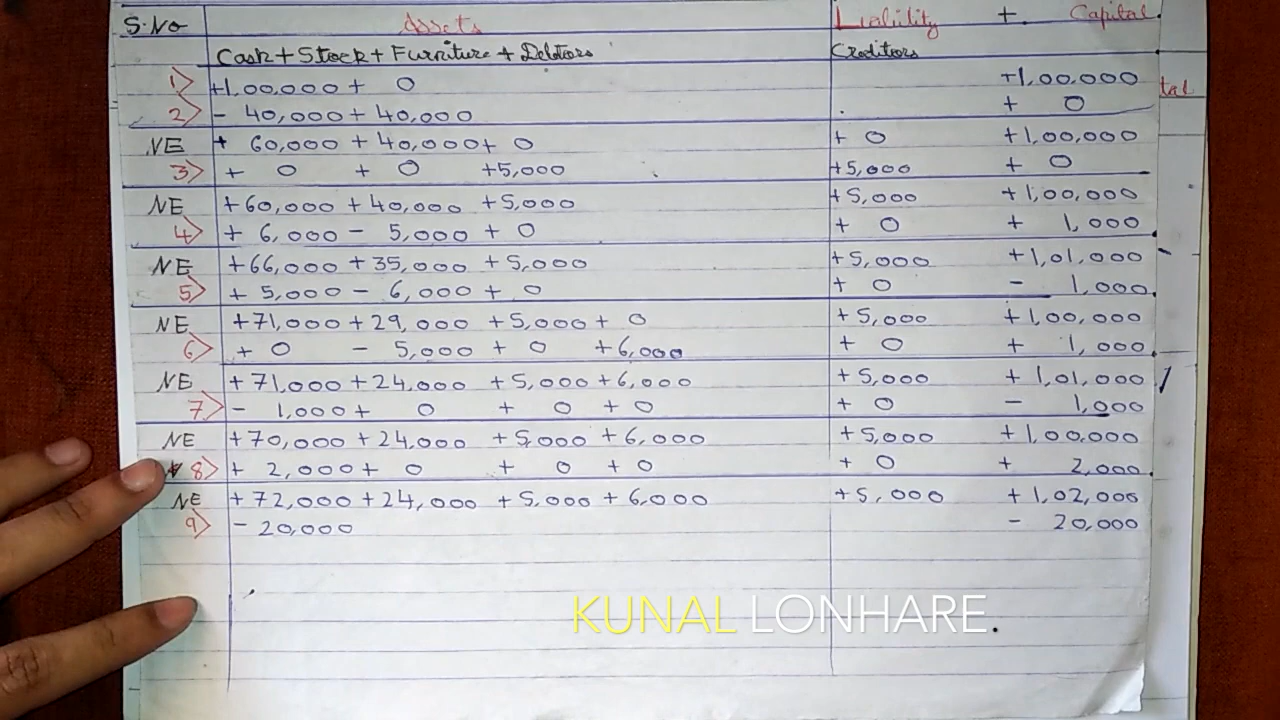 S.No Assets Liability + Capital
Cash + Stock + Furniture + Debtors Creditors
1> +1,00,000 + 0 +1,00,000
tal
2> - 40,000 + 40,000 + 0
NE + 60,000 + 40,000 + 0 + 0 +1,00,000
3> + 0 + 0 +5,000 +5,000 + 0
NE +60,000 + 40,000 +5,000 +5,000 +1,00,000
4> + 6,000 - 5,000 + 0 + 0 + 1,000
NE +66,000 +35,000 +5,000 +5,000 +1,01,000
5> + 5,000 - 6,000 + 0 + 0 - 1,000
NE +71,000 +29,000 +5,000 + 0 +5,000 +1,00,000
6> + 0 - 5,000 + 0 +6,000 + 0 + 1,000
NE +71,000 +24,000 +5,000 +6,000 +5,000 +1,01,000
7> - 1,000 + 0 + 0 + 0 + 0 - 1,000
NE +70,000 +24,000 +5,000 +6,000 +5,000 +1,00,000
8> + 2,000 + 0 + 0 + 0 + 0 + 2,000
NE +72,000 +24,000 +5,000 +6,000 +5,000 +1,02,000
9> - 20,000 - 20,000
KUNAL LONHARE.